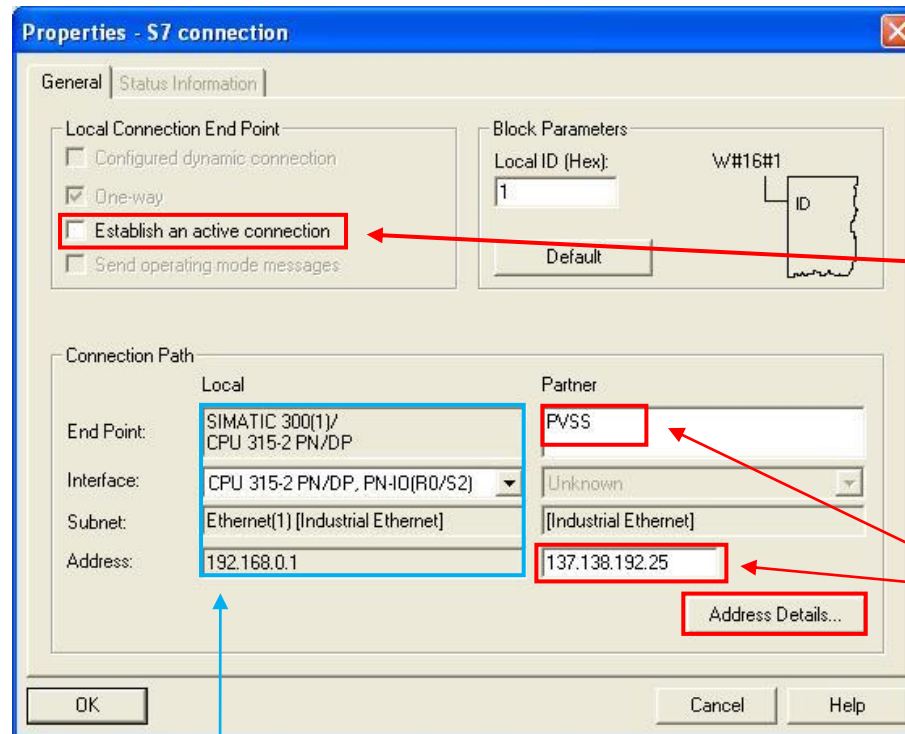 Properties - S7 connection
General Status Information
Local Connection End Point
Configured dynamic connection
One-way
Establish an active connection
Send operating mode messages
Block Parameters
Local ID (Hex): W#16#1
1
ID
Default
Connection Path
Local Partner
End Point: SIMATIC 300(1)/ PVSS
CPU 315-2 PN/DP
Interface: CPU 315-2 PN/DP, PN-IO(R0/S2) Unknown
Subnet: Ethernet(1) [Industrial Ethernet] [Industrial Ethernet]
Address: 192.168.0.1 137.138.192.25
Address Details...
OK Cancel Help